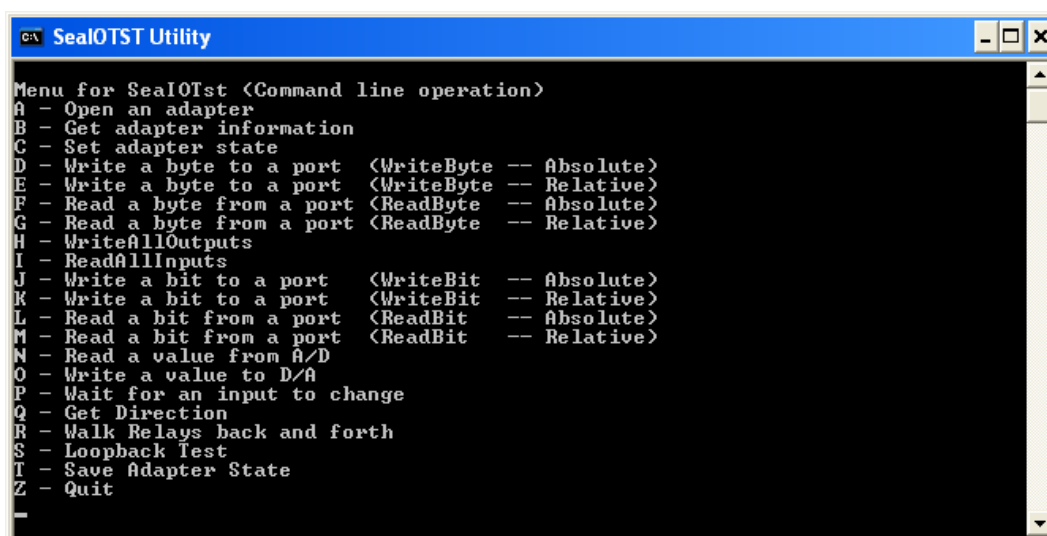 SealOTST Utility
Menu for SeaIOTst (Command line operation)
A - Open an adapter
B - Get adapter information
C - Set adapter state
D - Write a byte to a port  (WriteByte -- Absolute)
E - Write a byte to a port  (WriteByte -- Relative)
F - Read a byte from a port (ReadByte  -- Absolute)
G - Read a byte from a port (ReadByte  -- Relative)
H - WriteAllOutputs
I - ReadAllInputs
J - Write a bit to a port   (WriteBit  -- Absolute)
K - Write a bit to a port   (WriteBit  -- Relative)
L - Read a bit from a port  (ReadBit   -- Absolute)
M - Read a bit from a port  (ReadBit   -- Relative)
N - Read a value from A/D
O - Write a value to D/A
P - Wait for an input to change
Q - Get Direction
R - Walk Relays back and forth
S - Loopback Test
T - Save Adapter State
Z - Quit